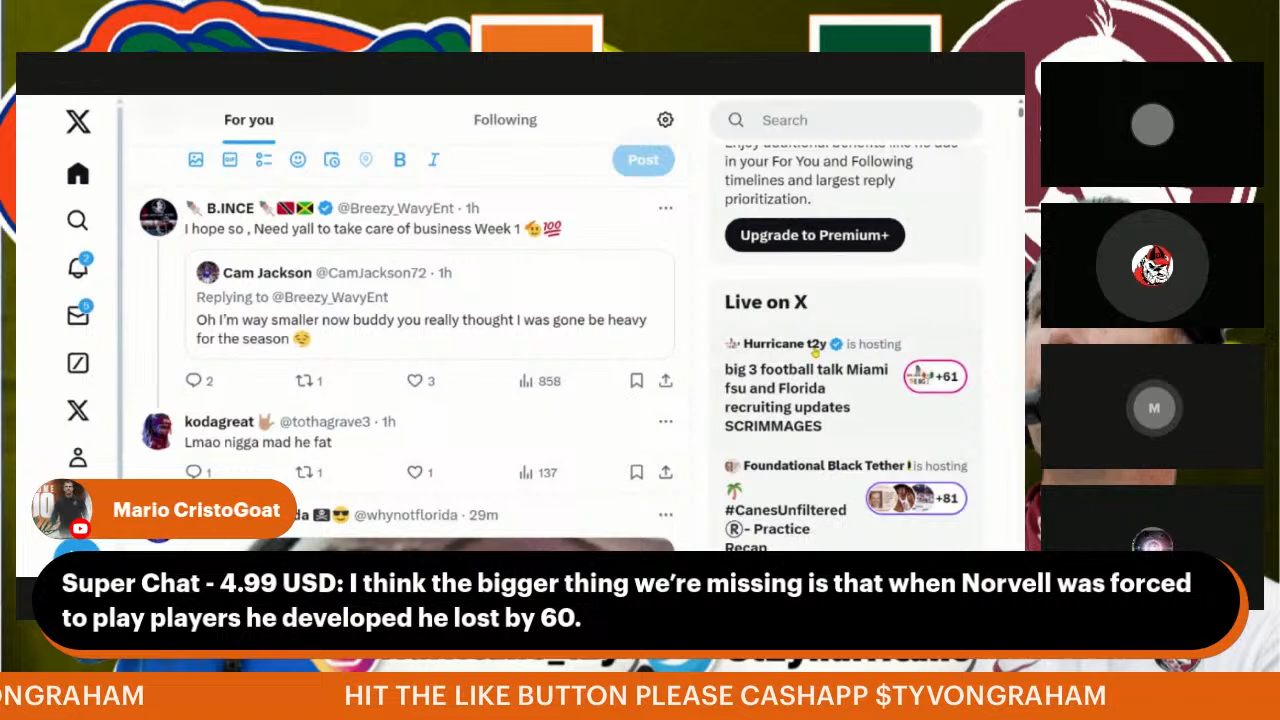 For you
Following
Search
Post
Enjoy additional benefits like no ads
in your For You and Following
timelines and largest reply
prioritization.
Upgrade to Premium+
B.INCE @Breezy_WavyEnt · 1h
I hope so , Need yall to take care of business Week 1 🫡💯
Cam Jackson @CamJackson72 · 1h
Replying to @Breezy_WavyEnt
Oh I'm way smaller now buddy you really thought I was gone be heavy
for the season 😏
2 1 3 858
kodagreat 🤘🏽 @tothagrave3 · 1h
Lmao nigga mad he fat
1 1 1 137
da 🏴‍☠️😎 @whynotflorida · 29m
2
5
Live on X
Hurricane t2y is hosting
big 3 football talk Miami
fsu and Florida
recruiting updates
SCRIMMAGES
+61
Foundational Black Tether is hosting
🌴
#CanesUnfiltered
®️- Practice
Recap
+81
M
Mario CristoGoat
Super Chat - 4.99 USD: I think the bigger thing we're missing is that when Norvell was forced
to play players he developed he lost by 60.
ONGRAHAM
HIT THE LIKE BUTTON PLEASE CASHAPP $TYVONGRAHAM